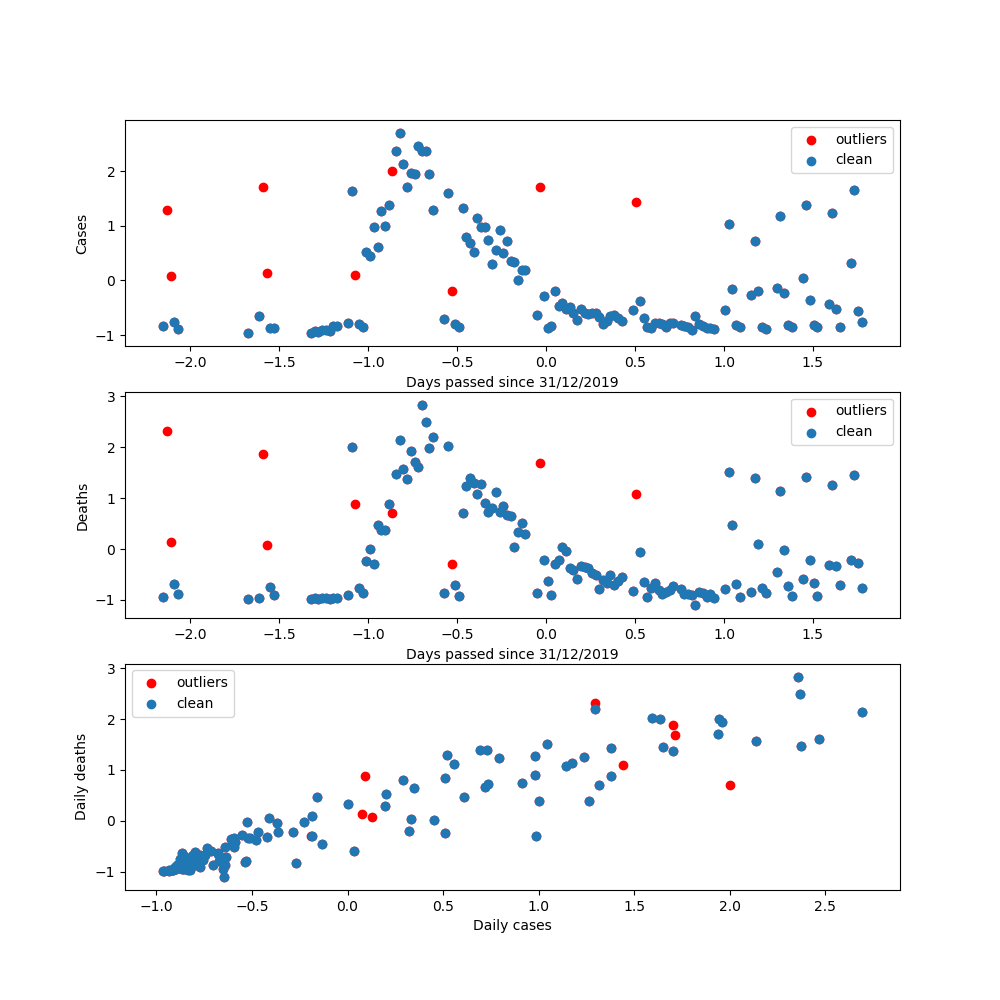 outliers
clean
2
1
0
−1
Cases
−2.0 −1.5 −1.0 −0.5 0.0 0.5 1.0 1.5
Days passed since 31/12/2019
outliers
clean
3
2
1
0
−1
Deaths
−2.0 −1.5 −1.0 −0.5 0.0 0.5 1.0 1.5
Days passed since 31/12/2019
outliers
clean
3
2
1
0
−1
Daily deaths
−1.0 −0.5 0.0 0.5 1.0 1.5 2.0 2.5
Daily cases